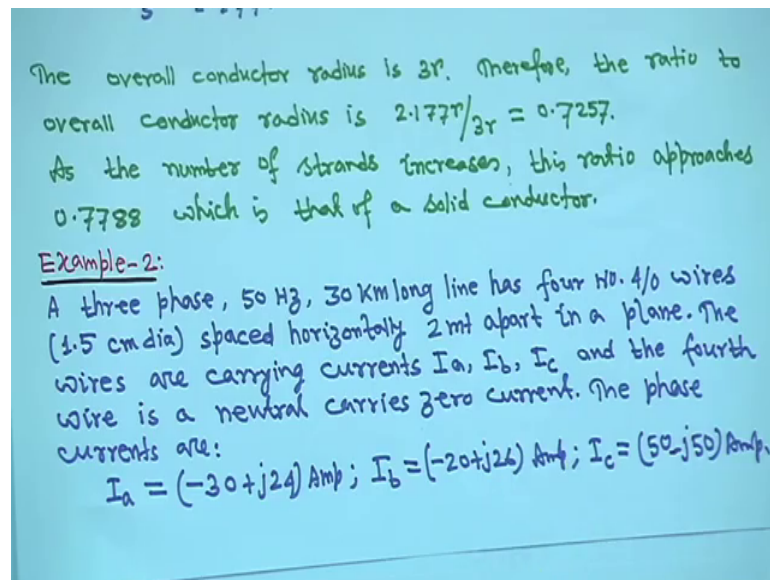 The overall conductor radius is 3r. Therefore, the ratio to
overall conductor radius is 2.177r/3r = 0.7257.
As the number of strands increases, this ratio approaches
0.7788 which is that of a solid conductor.
Example-2:
A three phase, 50 Hz, 30 Km long line has four No. 4/0 wires
(1.5 cm dia) spaced horizontally 2 mt apart in a plane. The
wires are carrying currents Ia, Ib, Ic and the fourth
wire is a neutral carries zero current. The phase
currents are:
Ia = (-30+j24) Amp; Ib = (-20+j26) Amp; Ic = (50-j50) Amp.